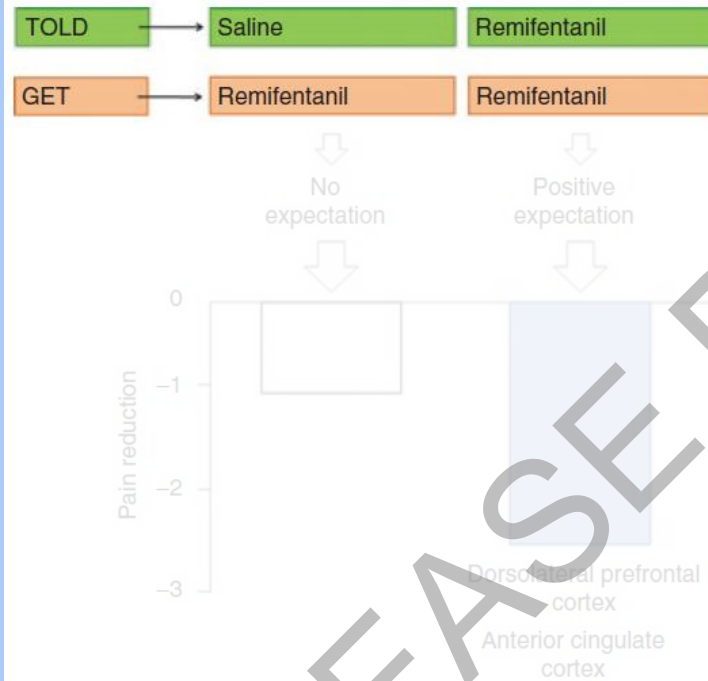 TOLD Saline Remifentanil
GET Remifentanil Remifentanil
No Positive
expectation expectation
0
−1
−2
−3
Pain reduction
Dorsolateral prefrontal
cortex
Anterior cingulate
cortex
EASE